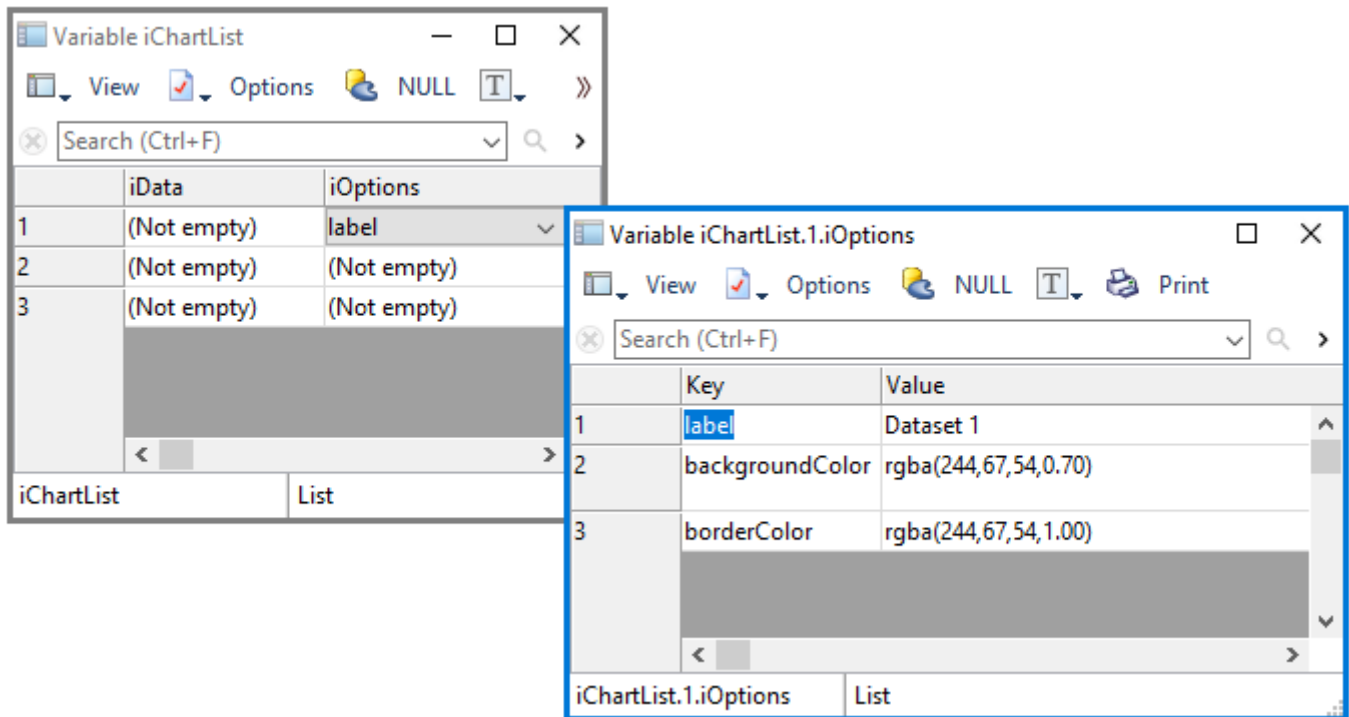 Variable iChartList
View Options NULL T
Search (Ctrl+F)
iData iOptions
1 (Not empty) label
2 (Not empty) (Not empty)
3 (Not empty) (Not empty)
iChartList List
Variable iChartList.1.iOptions
View Options NULL T Print
Search (Ctrl+F)
Key Value
1 label Dataset 1
2 backgroundColor rgba(244,67,54,0.70)
3 borderColor rgba(244,67,54,1.00)
iChartList.1.iOptions List